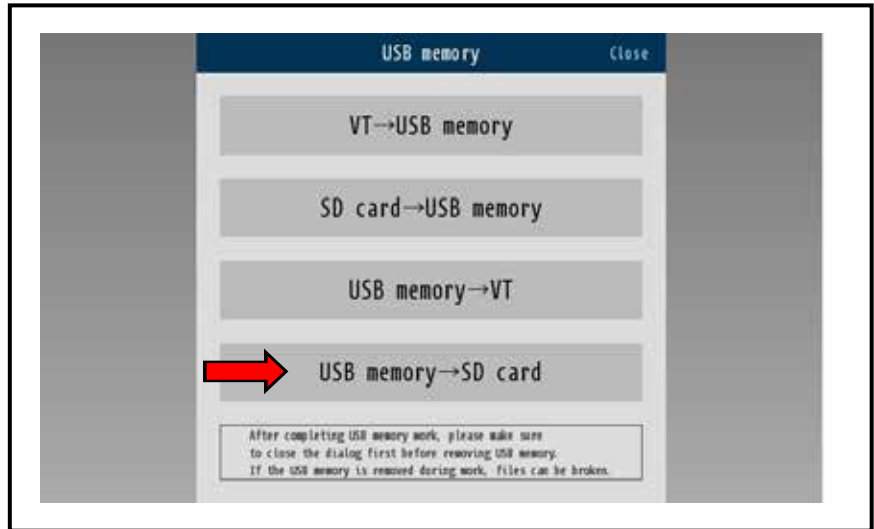 USB memory
Close
VT→USB memory
SD card→USB memory
USB memory→VT
USB memory→SD card
After completing USB memory work, please make sure
to close the dialog first before removing USB memory.
If the USB memory is removed during work, files can be broken.